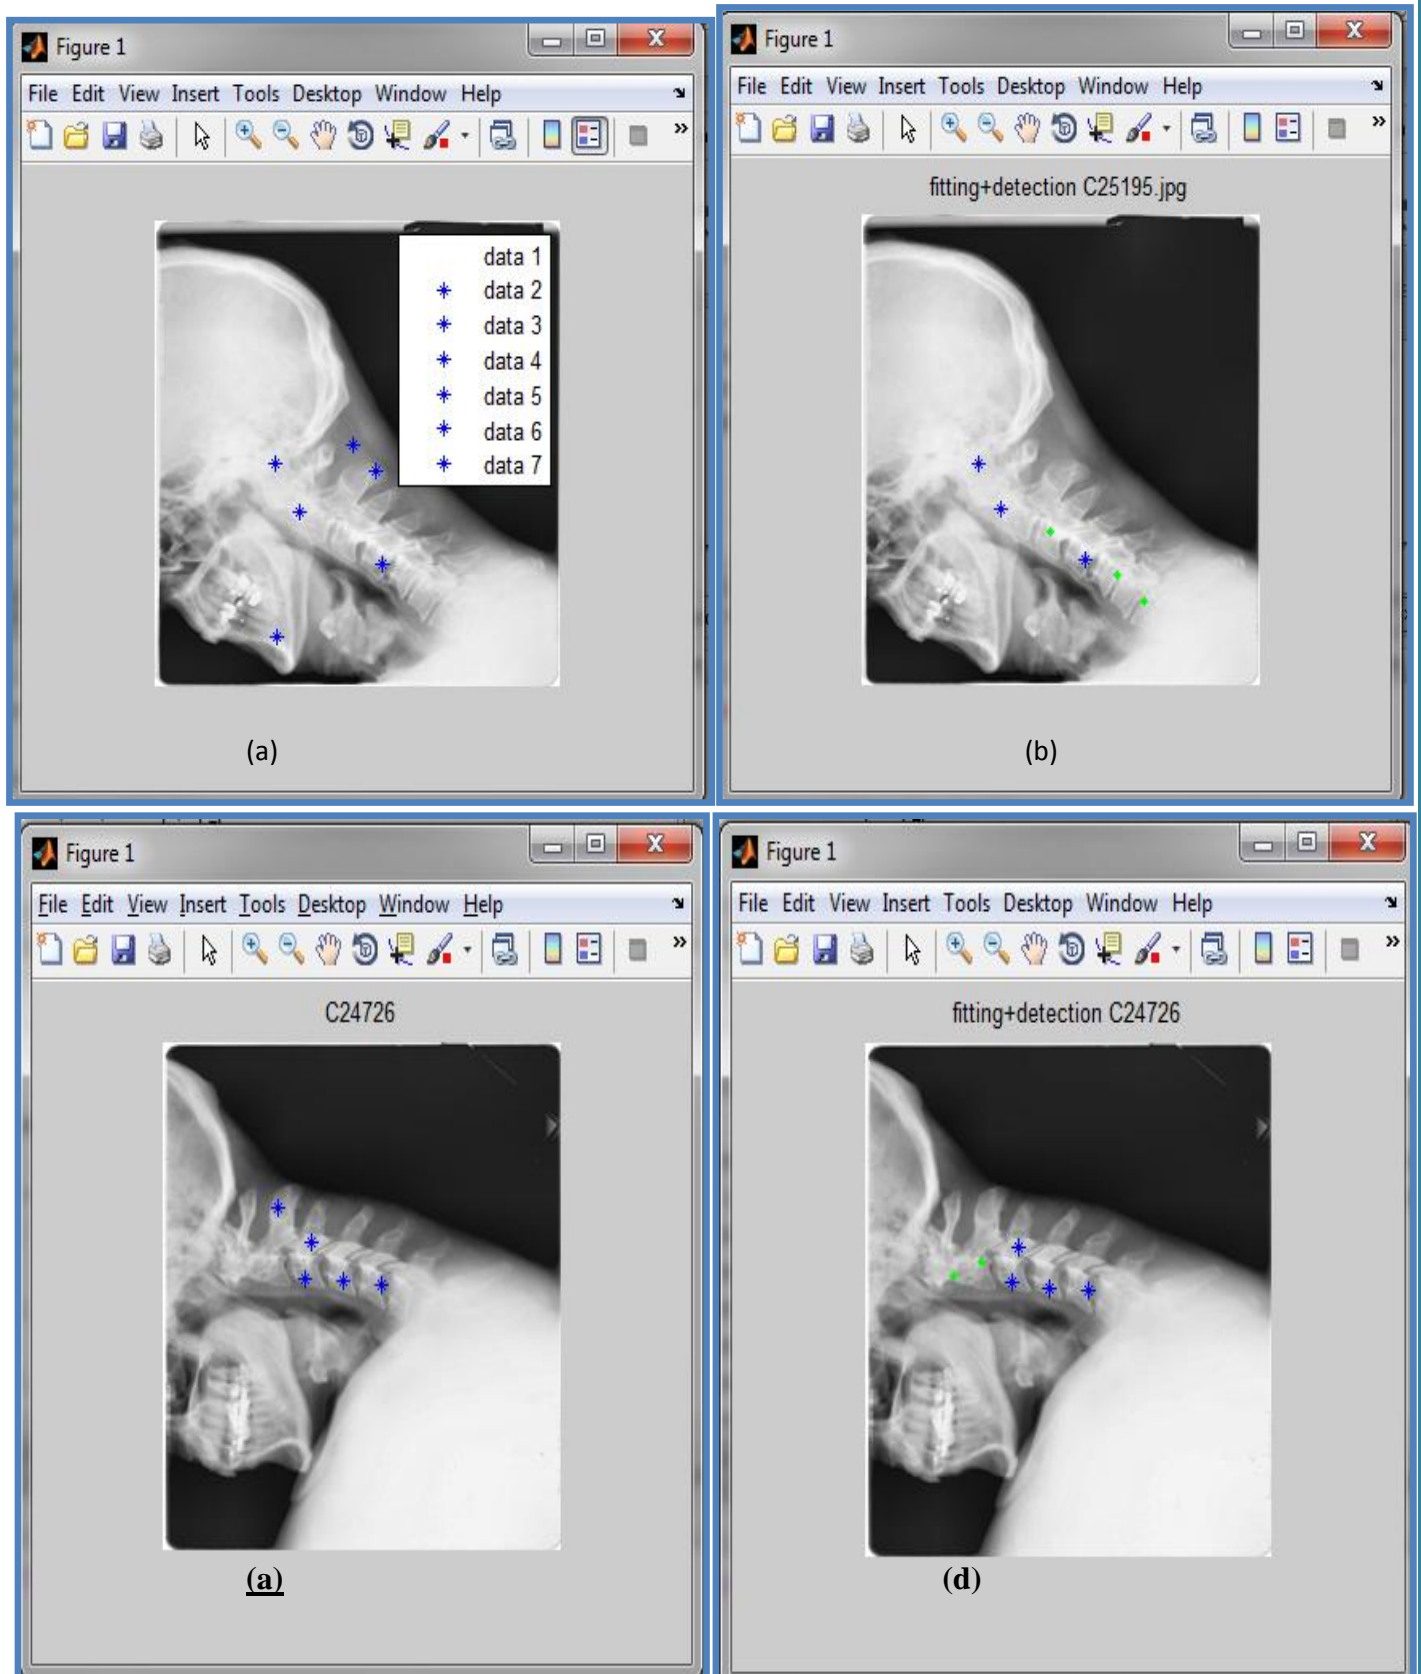 Figure 1
File Edit View Insert Tools Desktop Window Help
data 1
data 2
data 3
data 4
data 5
data 6
data 7
(a)
Figure 1
File Edit View Insert Tools Desktop Window Help
fitting+detection C25195.jpg
(b)
Figure 1
File Edit View Insert Tools Desktop Window Help
C24726
(a)
Figure 1
File Edit View Insert Tools Desktop Window Help
fitting+detection C24726
(d)